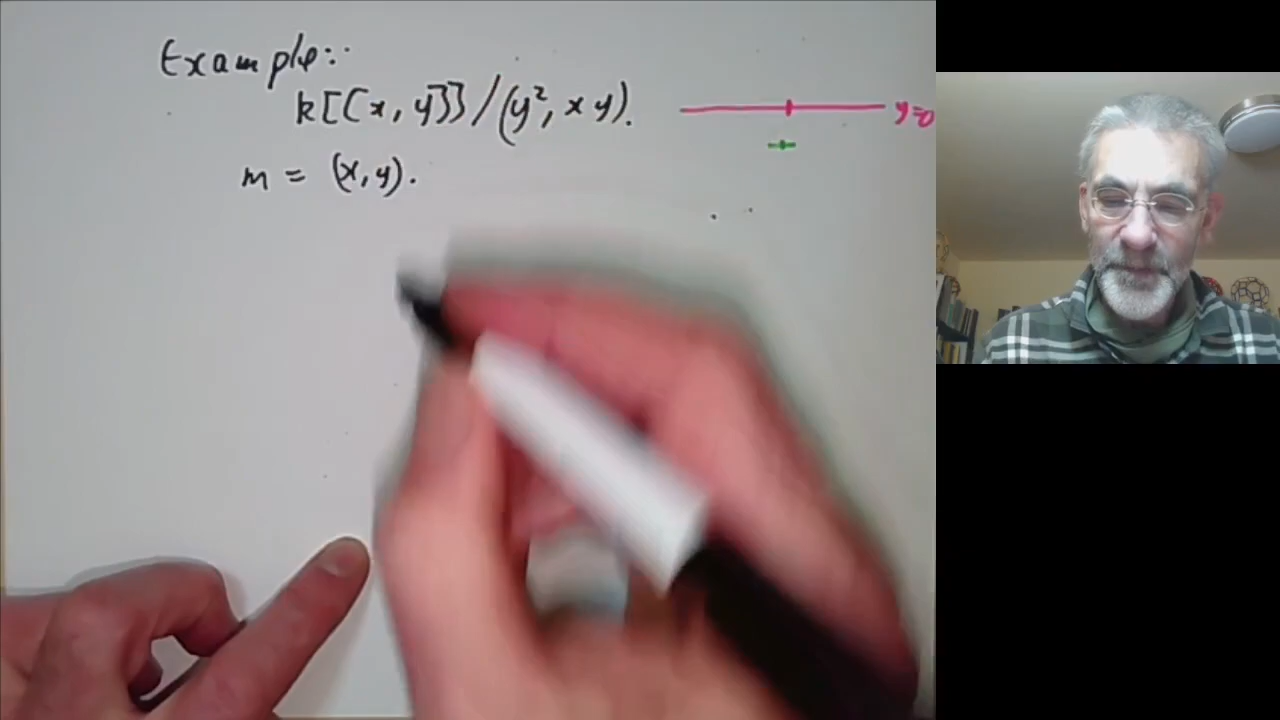 Example:
k[[x, y]]/(y², xy).
y=0
m = (x, y).